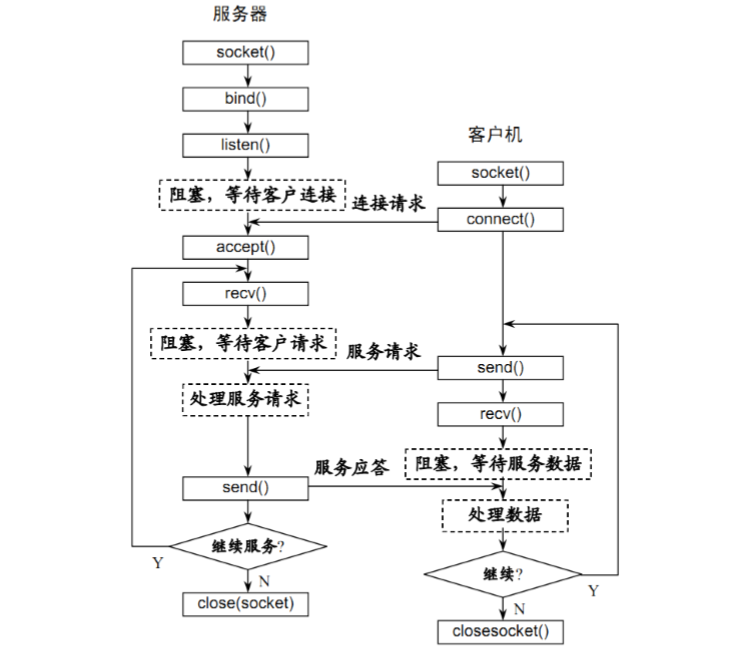 服务器
socket()
bind()
listen()
阻塞，等待客户连接
accept()
recv()
阻塞，等待客户请求
处理服务请求
send()
继续服务?
Y
N
close(socket)
连接请求
服务请求
服务应答
客户机
socket()
connect()
send()
recv()
阻塞，等待服务数据
处理数据
继续?
Y
N
closesocket()